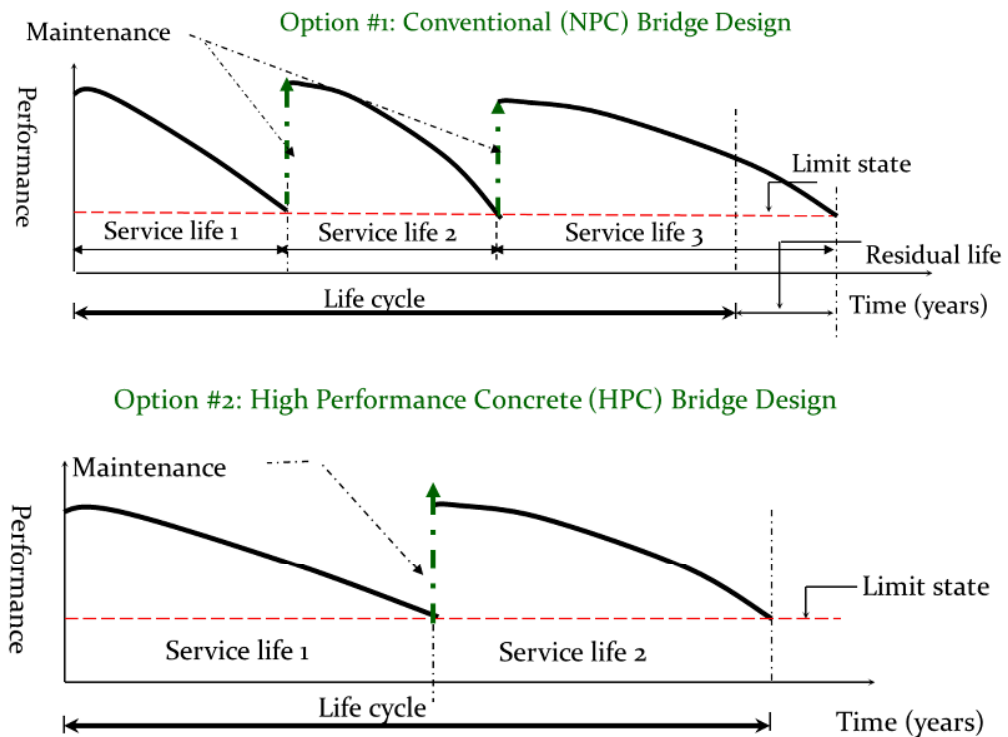 Option #1: Conventional (NPC) Bridge Design
Maintenance
Performance
Limit state
Service life 1
Service life 2
Service life 3
Residual life
Life cycle
Time (years)
Option #2: High Performance Concrete (HPC) Bridge Design
Maintenance
Performance
Limit state
Service life 1
Service life 2
Life cycle
Time (years)